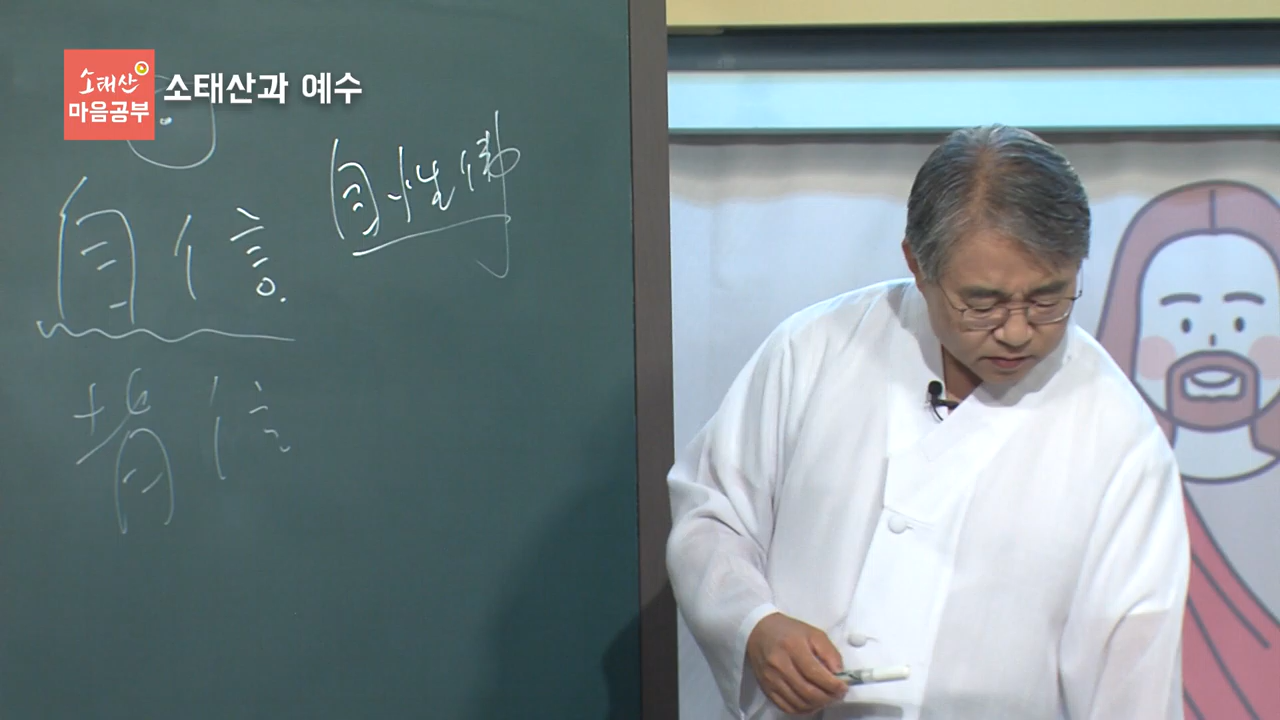 소태산
마음공부
소태산과 예수
自性佛
自信
背信